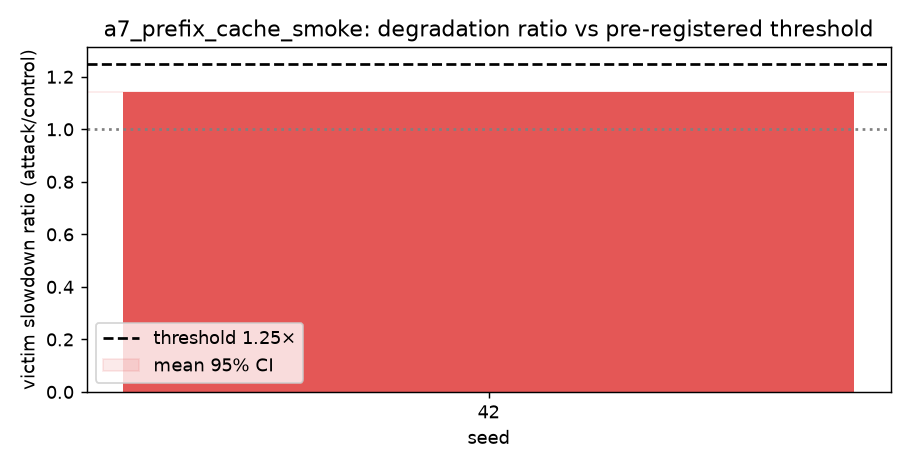 a7_prefix_cache_smoke: degradation ratio vs pre-registered threshold
victim slowdown ratio (attack/control)
1.2
1.0
0.8
0.6
0.4
0.2
0.0
threshold 1.25×
mean 95% CI
42
seed